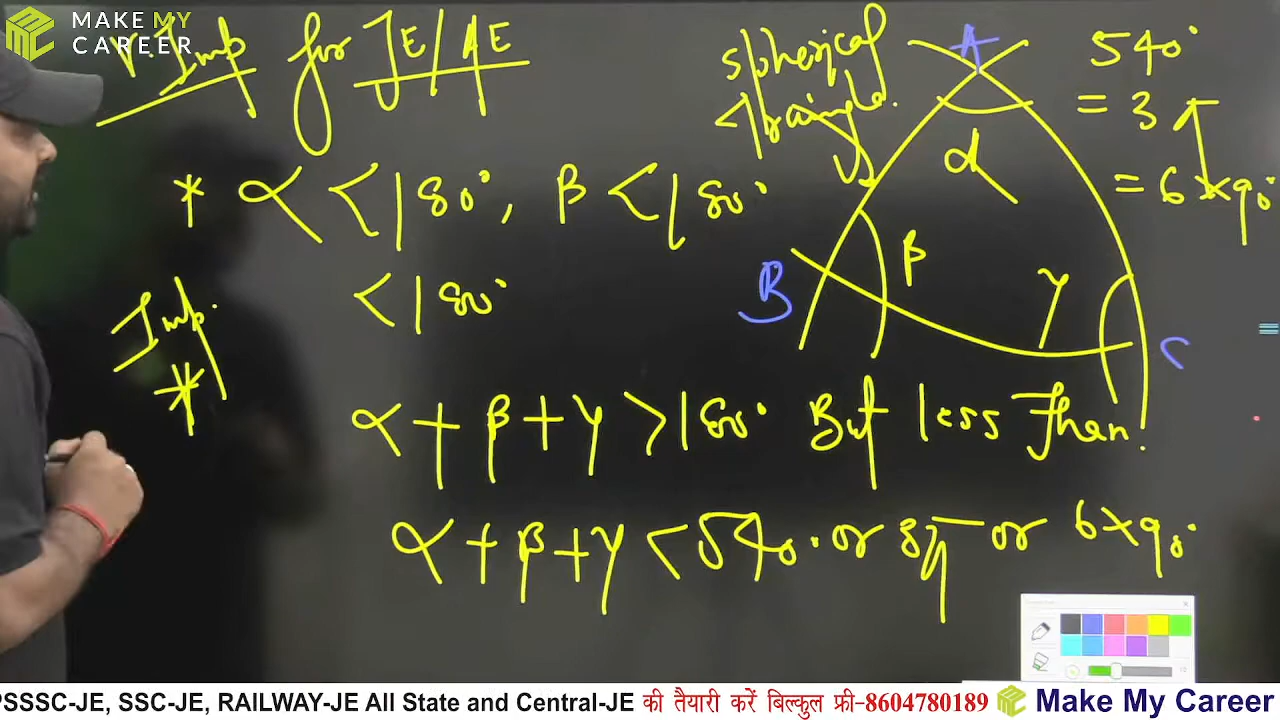 MAKE MY
CAREER
V. Imp for JE/AE
spherical
triangle.
A
540°
= 3π
= 6×90°
* α < 180°, β < 180°
α
β
γ
B
C
Imp.
*
< 180°
α + β + γ > 180° But less than.
α + β + γ < 540° or 3π or 6×90°
PSSSC-JE, SSC-JE, RAILWAY-JE All State and Central-JE की तैयारी करें बिल्कुल फ्री-8604780189 Make My Career